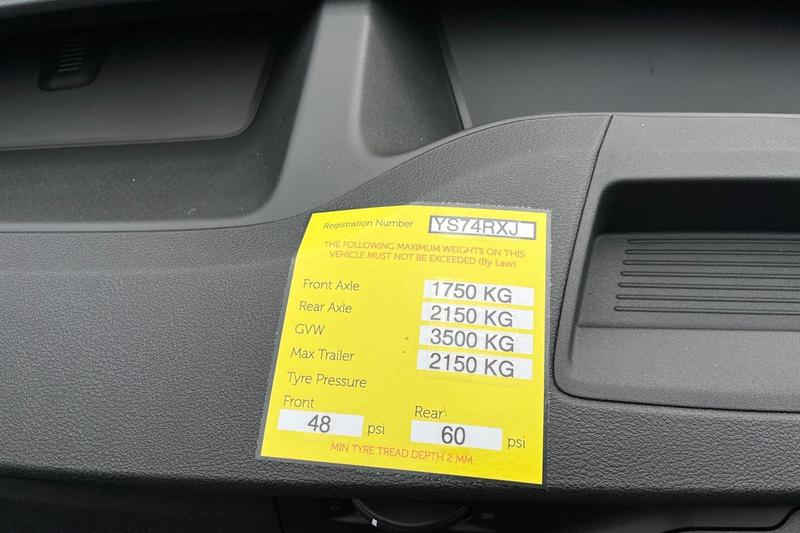 Registration Number YS74RXJ
THE FOLLOWING MAXIMUM WEIGHTS ON THIS
VEHICLE MUST NOT BE EXCEEDED (By Law)
Front Axle 1750 KG
Rear Axle 2150 KG
GVW 3500 KG
Max Trailer 2150 KG
Tyre Pressure
Front Rear
48 psi 60 psi
MIN TYRE TREAD DEPTH 2 MM